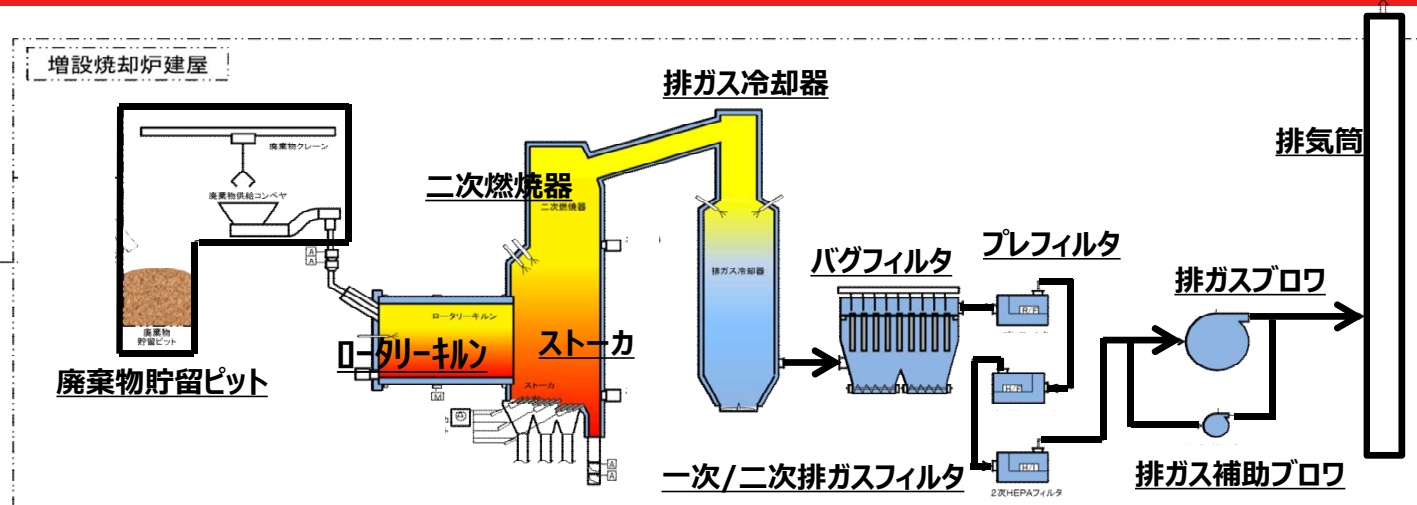 増設焼却炉建屋
廃棄物クレーン
廃棄物供給コンベヤ
廃棄物
貯留ピット
廃棄物貯留ピット
A
A
ロータリーキルン
ロータリーキルン
M
二次燃焼器
二次燃焼器
ストーカ
ストーカ
A
A
A
排ガス冷却器
排ガス冷却器
バグフィルタ
プレフィルタ
一次/二次排ガスフィルタ
2次HEPAフィルタ
排ガスブロワ
排ガス補助ブロワ
排気筒